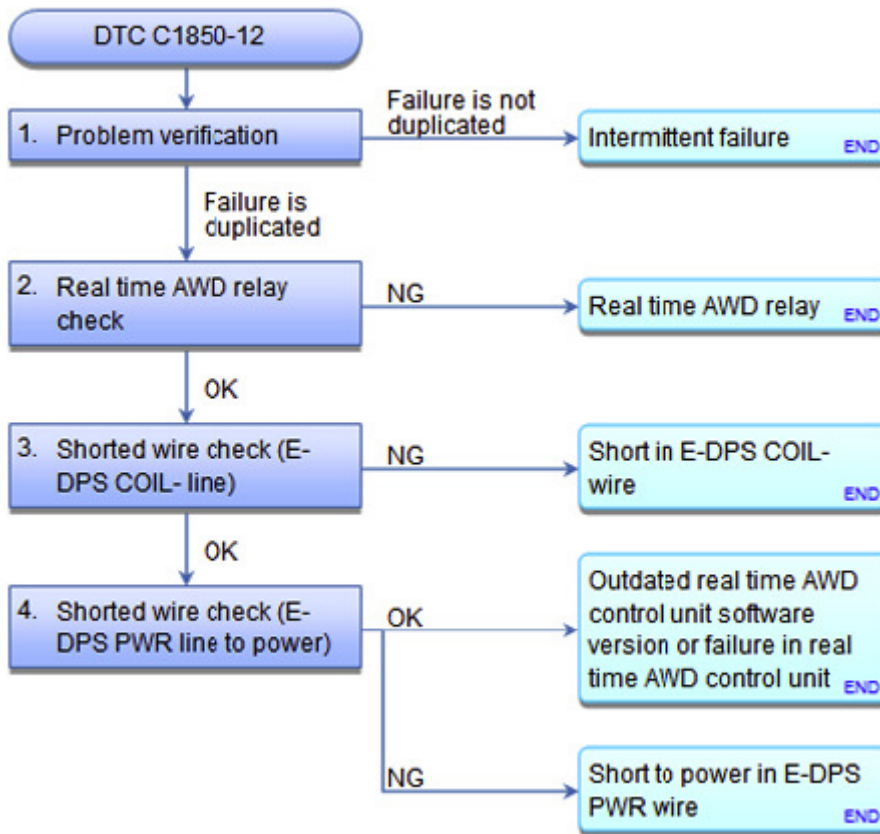 DTC C1850-12
1. Problem verification
Failure is not
duplicated
Intermittent failure
END
Failure is
duplicated
2. Real time AWD relay
check
NG
Real time AWD relay
END
OK
3. Shorted wire check (E-
DPS COIL- line)
NG
Short in E-DPS COIL-
wire
END
OK
4. Shorted wire check (E-
DPS PWR line to power)
OK
Outdated real time AWD
control unit software
version or failure in real
time AWD control unit
END
NG
Short to power in E-DPS
PWR wire
END